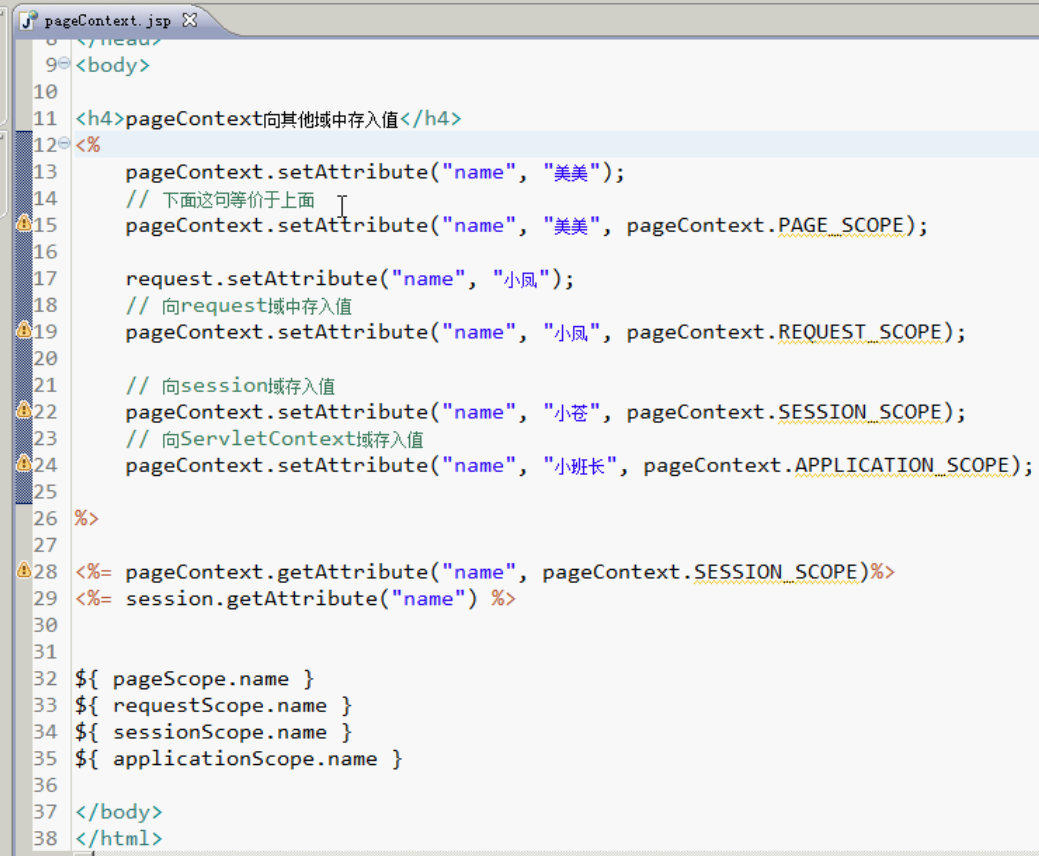 pageContext.jsp
8 </head>
9 <body>
10
11 <h4>pageContext向其他域中存入值</h4>
12 <%
13 pageContext.setAttribute("name", "美美");
14 // 下面这句等价于上面
15 pageContext.setAttribute("name", "美美", pageContext.PAGE_SCOPE);
16
17 request.setAttribute("name", "小凤");
18 // 向request域中存入值
19 pageContext.setAttribute("name", "小凤", pageContext.REQUEST_SCOPE);
20
21 // 向session域存入值
22 pageContext.setAttribute("name", "小苍", pageContext.SESSION_SCOPE);
23 // 向ServletContext域存入值
24 pageContext.setAttribute("name", "小班长", pageContext.APPLICATION_SCOPE);
25
26 %>
27
28 <%= pageContext.getAttribute("name", pageContext.SESSION_SCOPE)%>
29 <%= session.getAttribute("name") %>
30
31
32 ${ pageScope.name }
33 ${ requestScope.name }
34 ${ sessionScope.name }
35 ${ applicationScope.name }
36
37 </body>
38 </html>